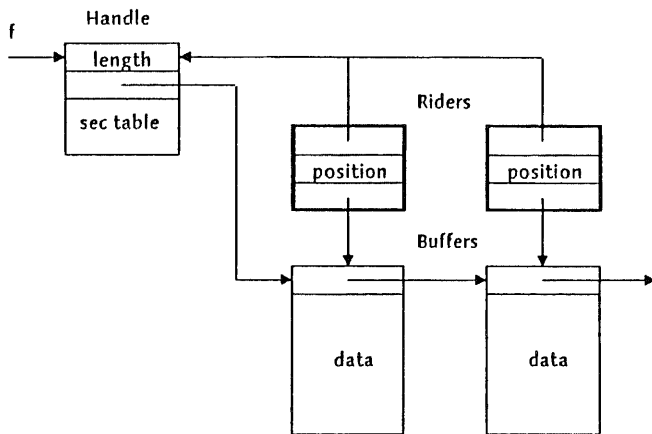 Handle
f
length
sec table
Riders
position
position
Buffers
data
data